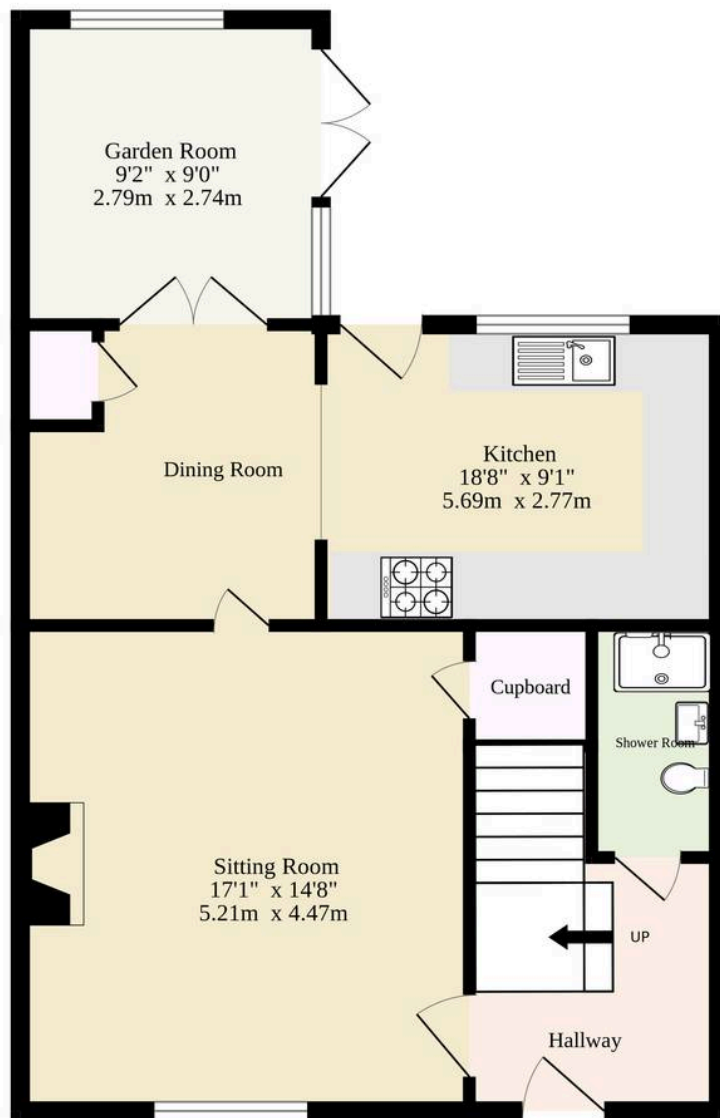 Garden Room
9'2" x 9'0"
2.79m x 2.74m
Dining Room
Kitchen
18'8" x 9'1"
5.69m x 2.77m
Cupboard
Shower Room
Sitting Room
17'1" x 14'8"
5.21m x 4.47m
UP
Hallway